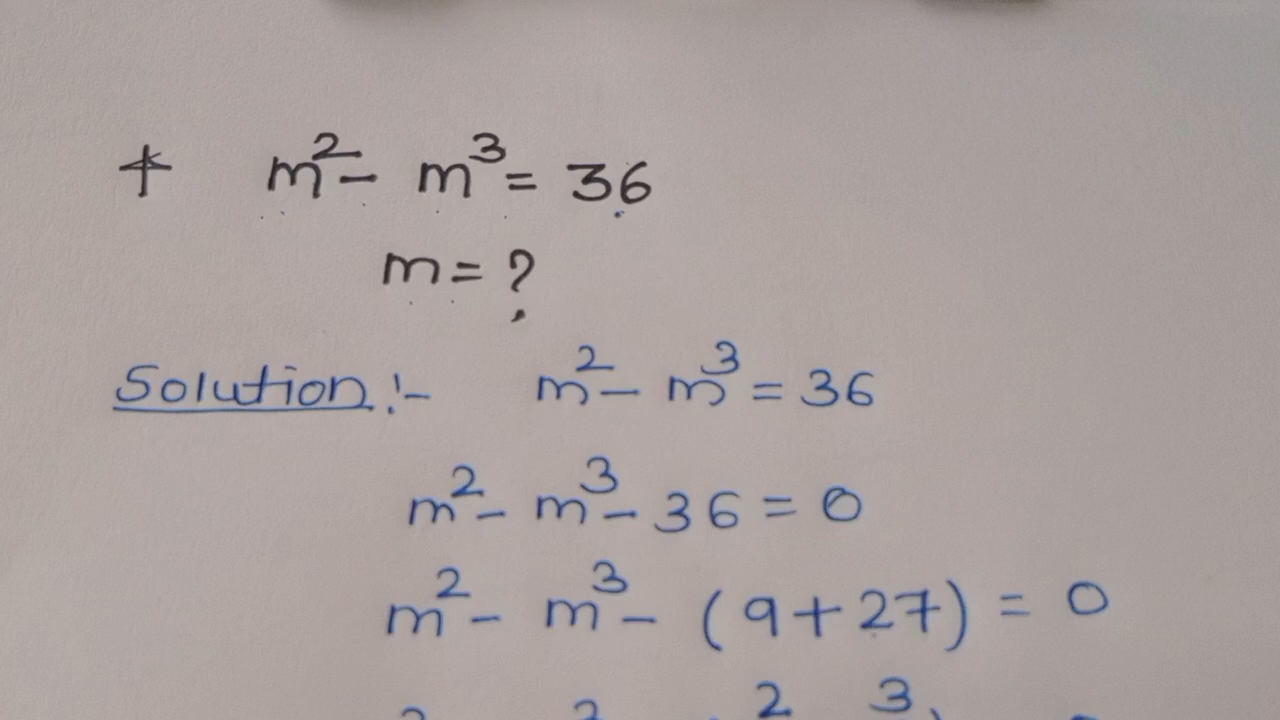 + m² - m³ = 36
m = ?
Solution :- m² - m³ = 36
m² - m³ - 36 = 0
m² - m³ - (9 + 27) = 0